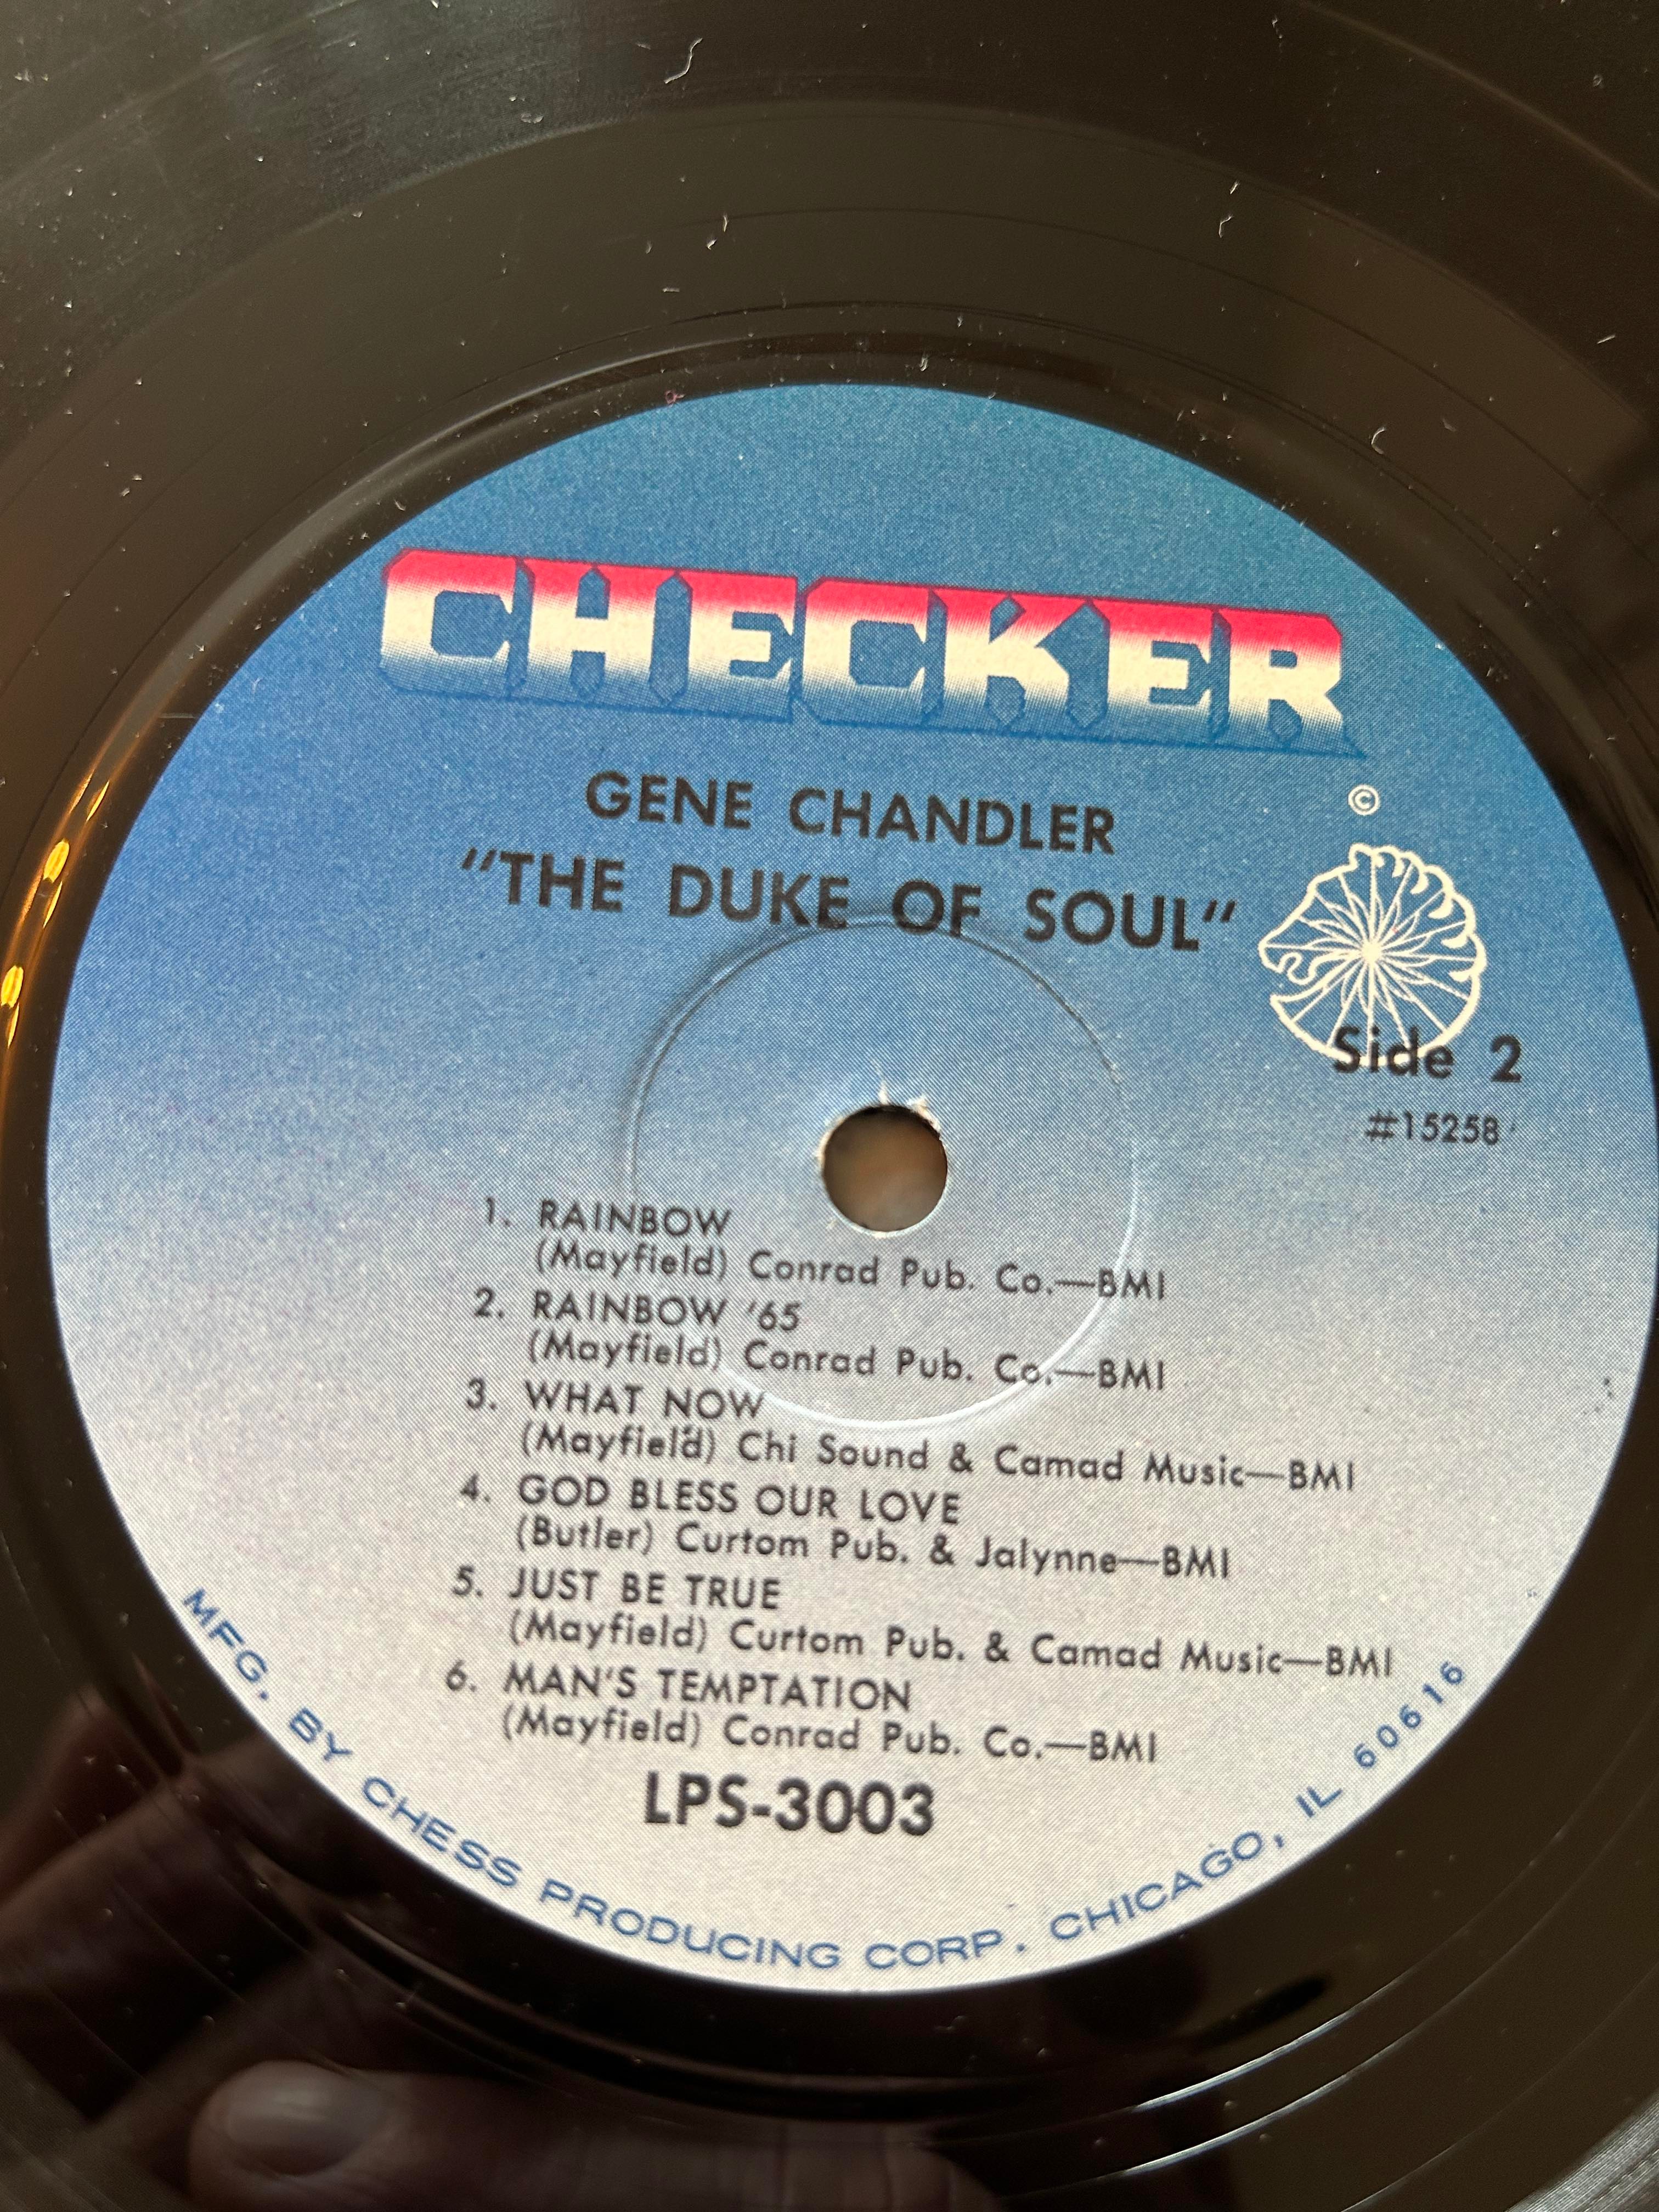 CHECKER
©
GENE CHANDLER
"THE DUKE OF SOUL"
Side 2
#15258
1. RAINBOW
(Mayfield) Conrad Pub. Co.—BMI
2. RAINBOW '65
(Mayfield) Conrad Pub. Co.—BMI
3. WHAT NOW
(Mayfield) Chi Sound & Camad Music—BMI
4. GOD BLESS OUR LOVE
(Butler) Curtom Pub. & Jalynne—BMI
5. JUST BE TRUE
(Mayfield) Curtom Pub. & Camad Music—BMI
6. MAN'S TEMPTATION
(Mayfield) Conrad Pub. Co.—BMI
LPS-3003
MFG. BY CHESS PRODUCING CORP. CHICAGO, IL 60616